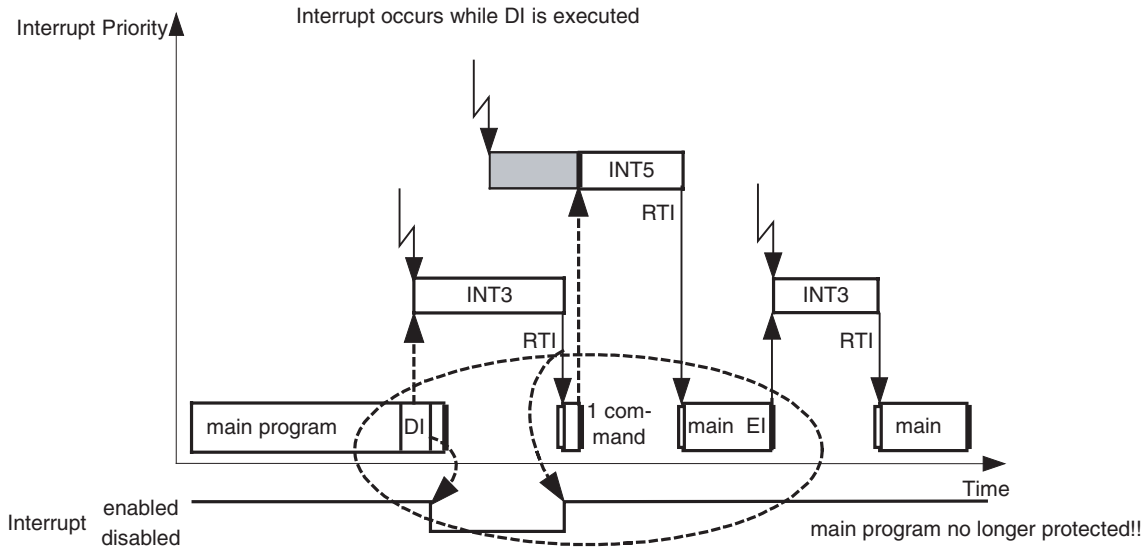 Interrupt occurs while DI is executed
Interrupt Priority
INT5
RTI
INT3
RTI
INT3
RTI
main program
DI
1 com-
mand
main EI
main
Time
Interrupt
enabled
disabled
main program no longer protected!!